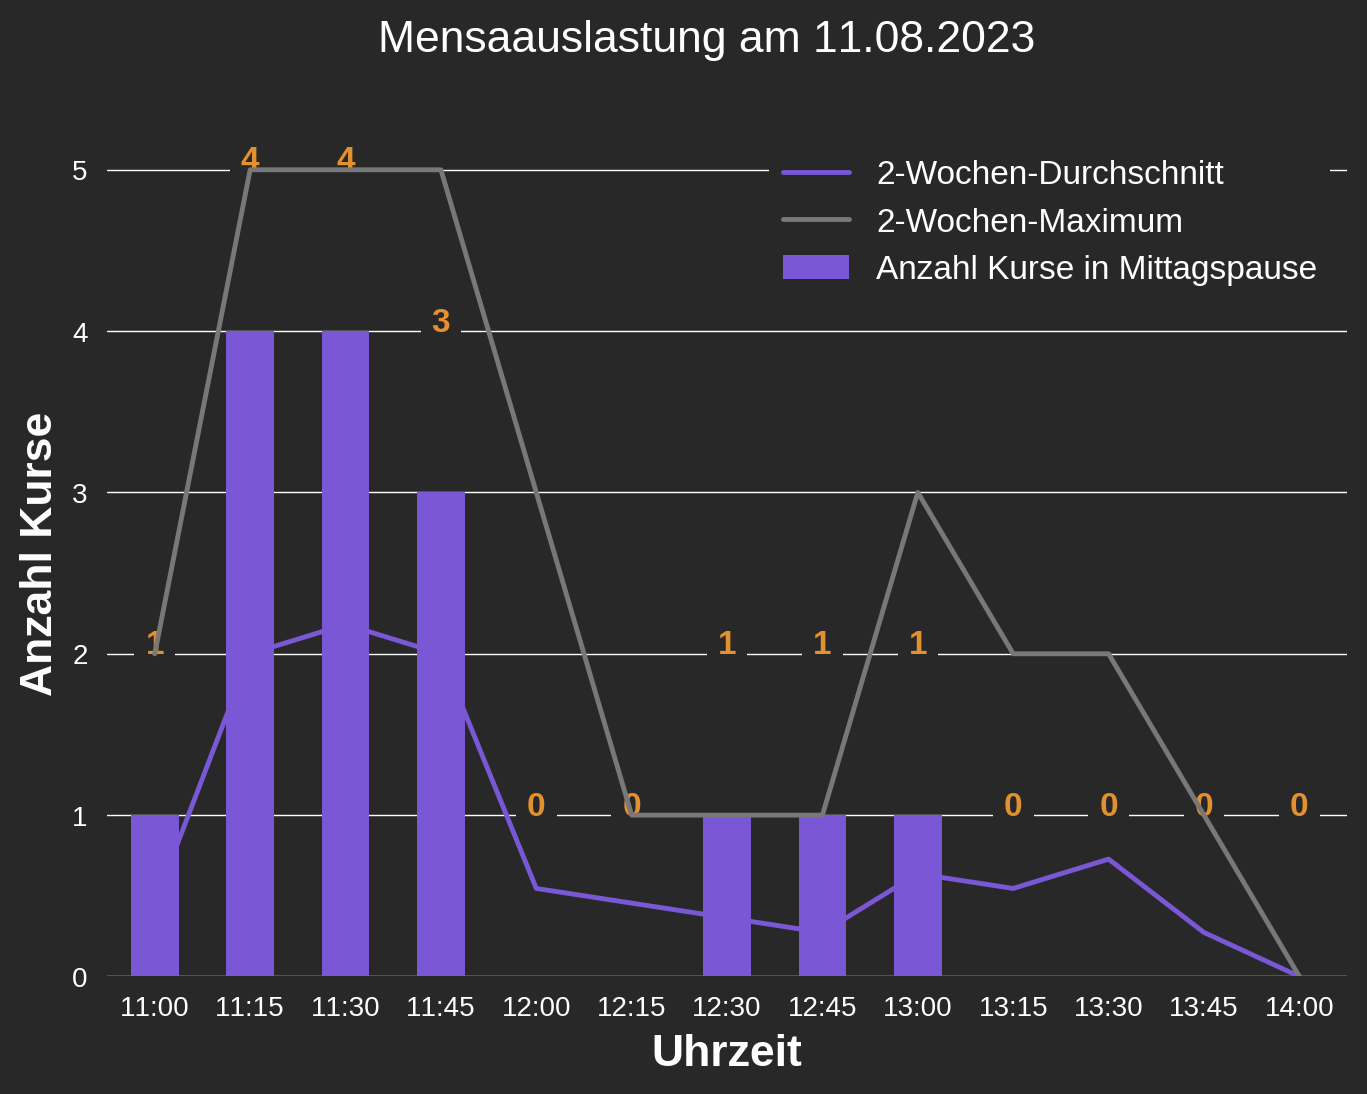 Mensaauslastung am 11.08.2023
2-Wochen-Durchschnitt
2-Wochen-Maximum
Anzahl Kurse in Mittagspause
Anzahl Kurse
5
4
3
2
1
0
4 4
3
1 1 1 1
0 0 0 0 0 0
11:00 11:15 11:30 11:45 12:00 12:15 12:30 12:45 13:00 13:15 13:30 13:45 14:00
Uhrzeit